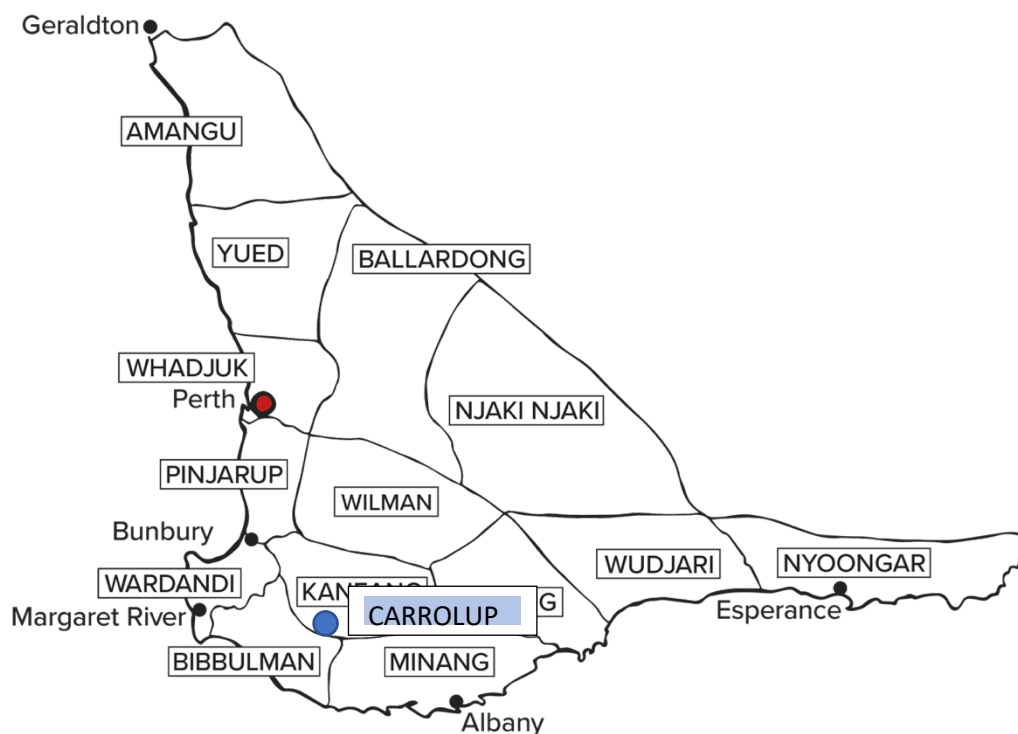 Geraldton
AMANGU
YUED
BALLARDONG
WHADJUK
Perth
NJAKI NJAKI
PINJARUP
WILMAN
Bunbury
WARDANDI
WUDJARI
NYOONGAR
CARROLUP
Margaret River
Esperance
BIBBULMAN
MINANG
Albany